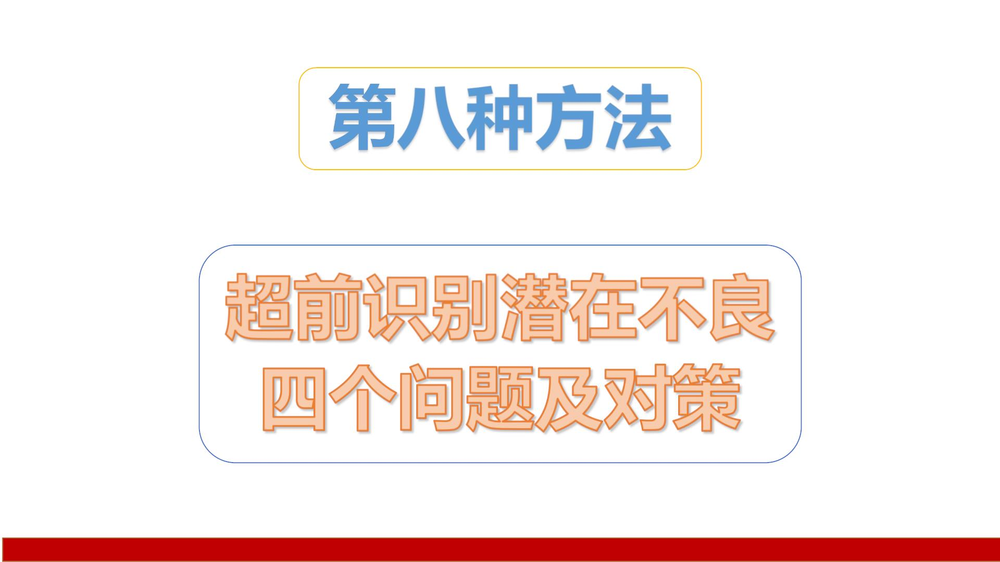 第八种方法
超前识别潜在不良
四个问题及对策